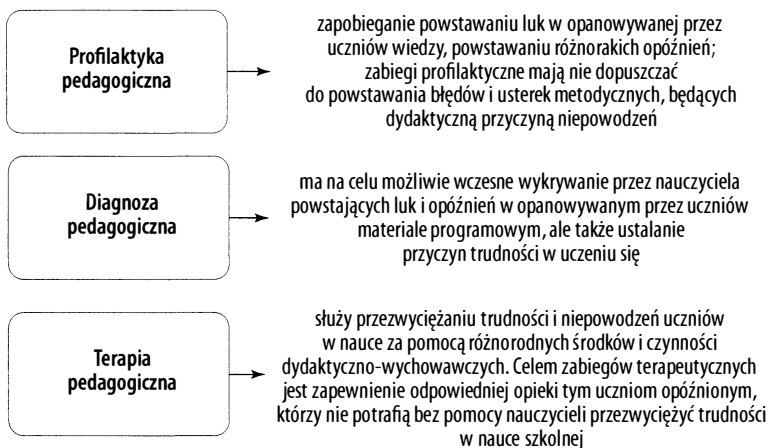 Profilaktyka
pedagogiczna
zapobieganie powstawaniu luk w opanowywanej przez
uczniów wiedzy, powstawaniu różnorakich opóźnień;
zabiegi profilaktyczne mają nie dopuszczać
do powstawania błędów i usterek metodycznych, będących
dydaktyczną przyczyną niepowodzeń
Diagnoza
pedagogiczna
ma na celu możliwie wczesne wykrywanie przez nauczyciela
powstających luk i opóźnień w opanowywanym przez uczniów
materiale programowym, ale także ustalanie
przyczyn trudności w uczeniu się
Terapia
pedagogiczna
służy przezwyciężaniu trudności i niepowodzeń uczniów
w nauce za pomocą różnorodnych środków i czynności
dydaktyczno-wychowawczych. Celem zabiegów terapeutycznych
jest zapewnienie odpowiedniej opieki tym uczniom opóźnionym,
którzy nie potrafią bez pomocy nauczycieli przezwyciężyć trudności
w nauce szkolnej